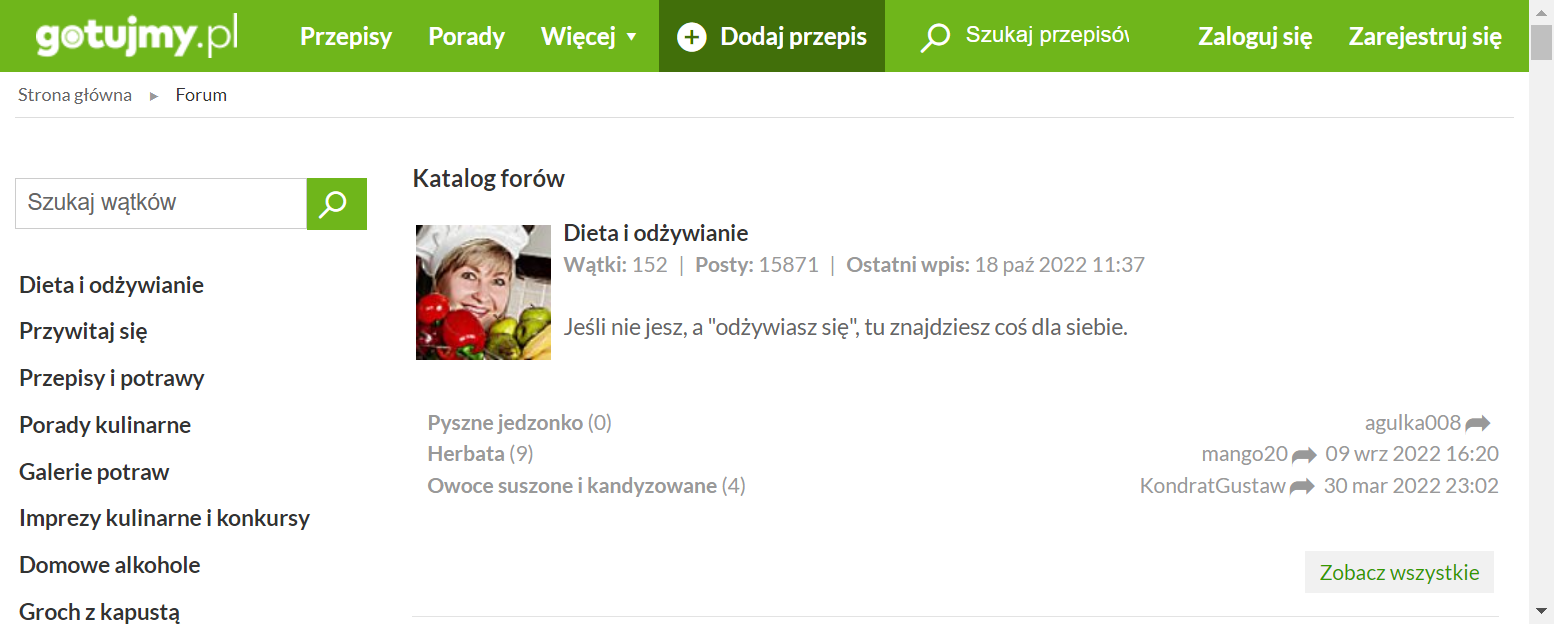 gotujmy.pl Przepisy Porady Więcej Dodaj przepis Szukaj przepisów Zaloguj się Zarejestruj się
Strona główna Forum
Szukaj wątków
Dieta i odżywianie
Przywitaj się
Przepisy i potrawy
Porady kulinarne
Galerie potraw
Imprezy kulinarne i konkursy
Domowe alkohole
Groch z kapustą
Katalog forów
Dieta i odżywianie
Wątki: 152 | Posty: 15871 | Ostatni wpis: 18 paź 2022 11:37
Jeśli nie jesz, a "odżywiasz się", tu znajdziesz coś dla siebie.
Pyszne jedzonko (0) agulka008
Herbata (9) mango20 09 wrz 2022 16:20
Owoce suszone i kandyzowane (4) KondratGustaw 30 mar 2022 23:02
Zobacz wszystkie